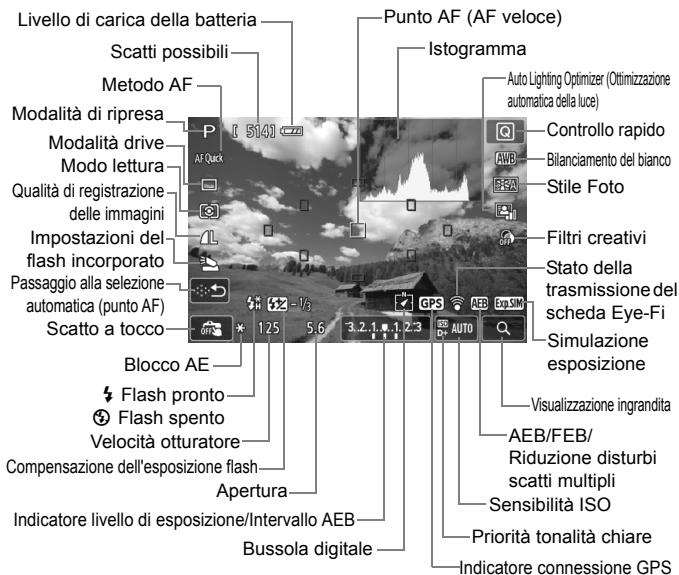 Livello di carica della batteria
Scatti possibili
Metodo AF
Modalità di ripresa
Modalità drive
Modo lettura
Qualità di registrazione
delle immagini
Impostazioni del
flash incorporato
Passaggio alla selezione
automatica (punto AF)
Scatto a tocco
Blocco AE
Flash pronto
Flash spento
Velocità otturatore
Compensazione dell'esposizione flash
Apertura
Indicatore livello di esposizione/Intervallo AEB
Bussola digitale
Punto AF (AF veloce)
Istogramma
Auto Lighting Optimizer (Ottimizzazione
automatica della luce)
Controllo rapido
Bilanciamento del bianco
Stile Foto
Filtri creativi
Stato della
trasmissione del
scheda Eye-Fi
Simulazione
esposizione
Visualizzazione ingrandita
AEB/FEB/
Riduzione disturbi
scatti multipli
Sensibilità ISO
Priorità tonalità chiare
Indicatore connessione GPS
P [ 514]
AF Quick
L
OFF
Q
AWB
A
OFF
H -1/3
N GPS AEB Exp.SIM
OFF * 125 5.6 -3..2..1..0..1..2.:3 ISO D+ AUTO